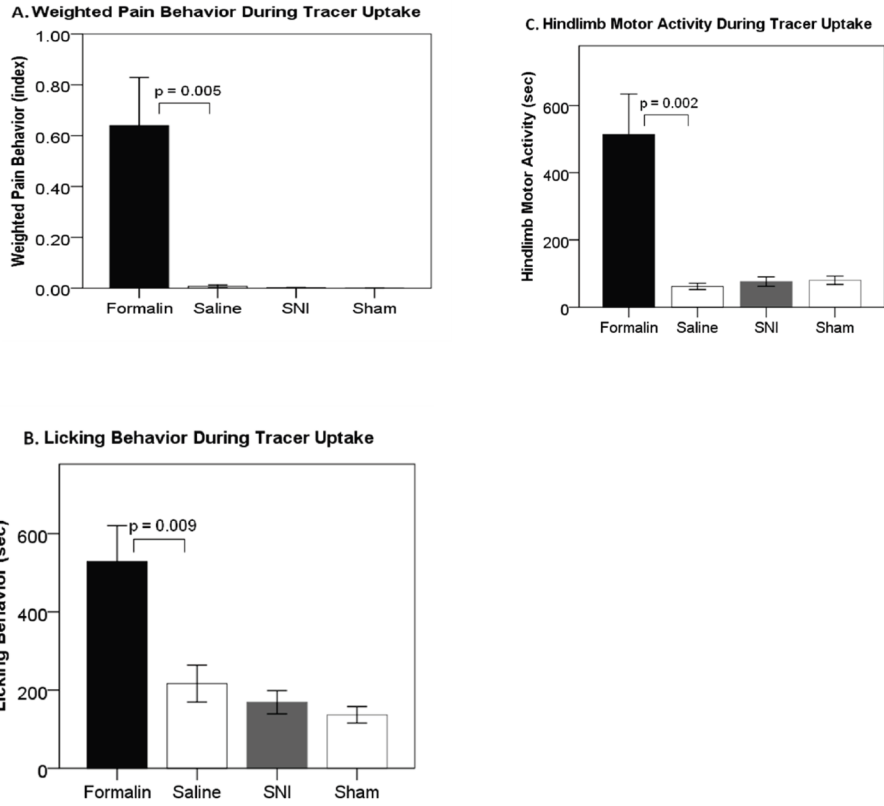 A. Weighted Pain Behavior During Tracer Uptake
Weighted Pain Behavior (index)
1.00
0.80
0.60
0.40
0.20
0.00
p = 0.005
Formalin Saline SNI Sham
C. Hindlimb Motor Activity During Tracer Uptake
Hindlimb Motor Activity (sec)
600
400
200
0
p = 0.002
Formalin Saline SNI Sham
B. Licking Behavior During Tracer Uptake
Licking Behavior (sec)
600
400
200
0
p = 0.009
Formalin Saline SNI Sham